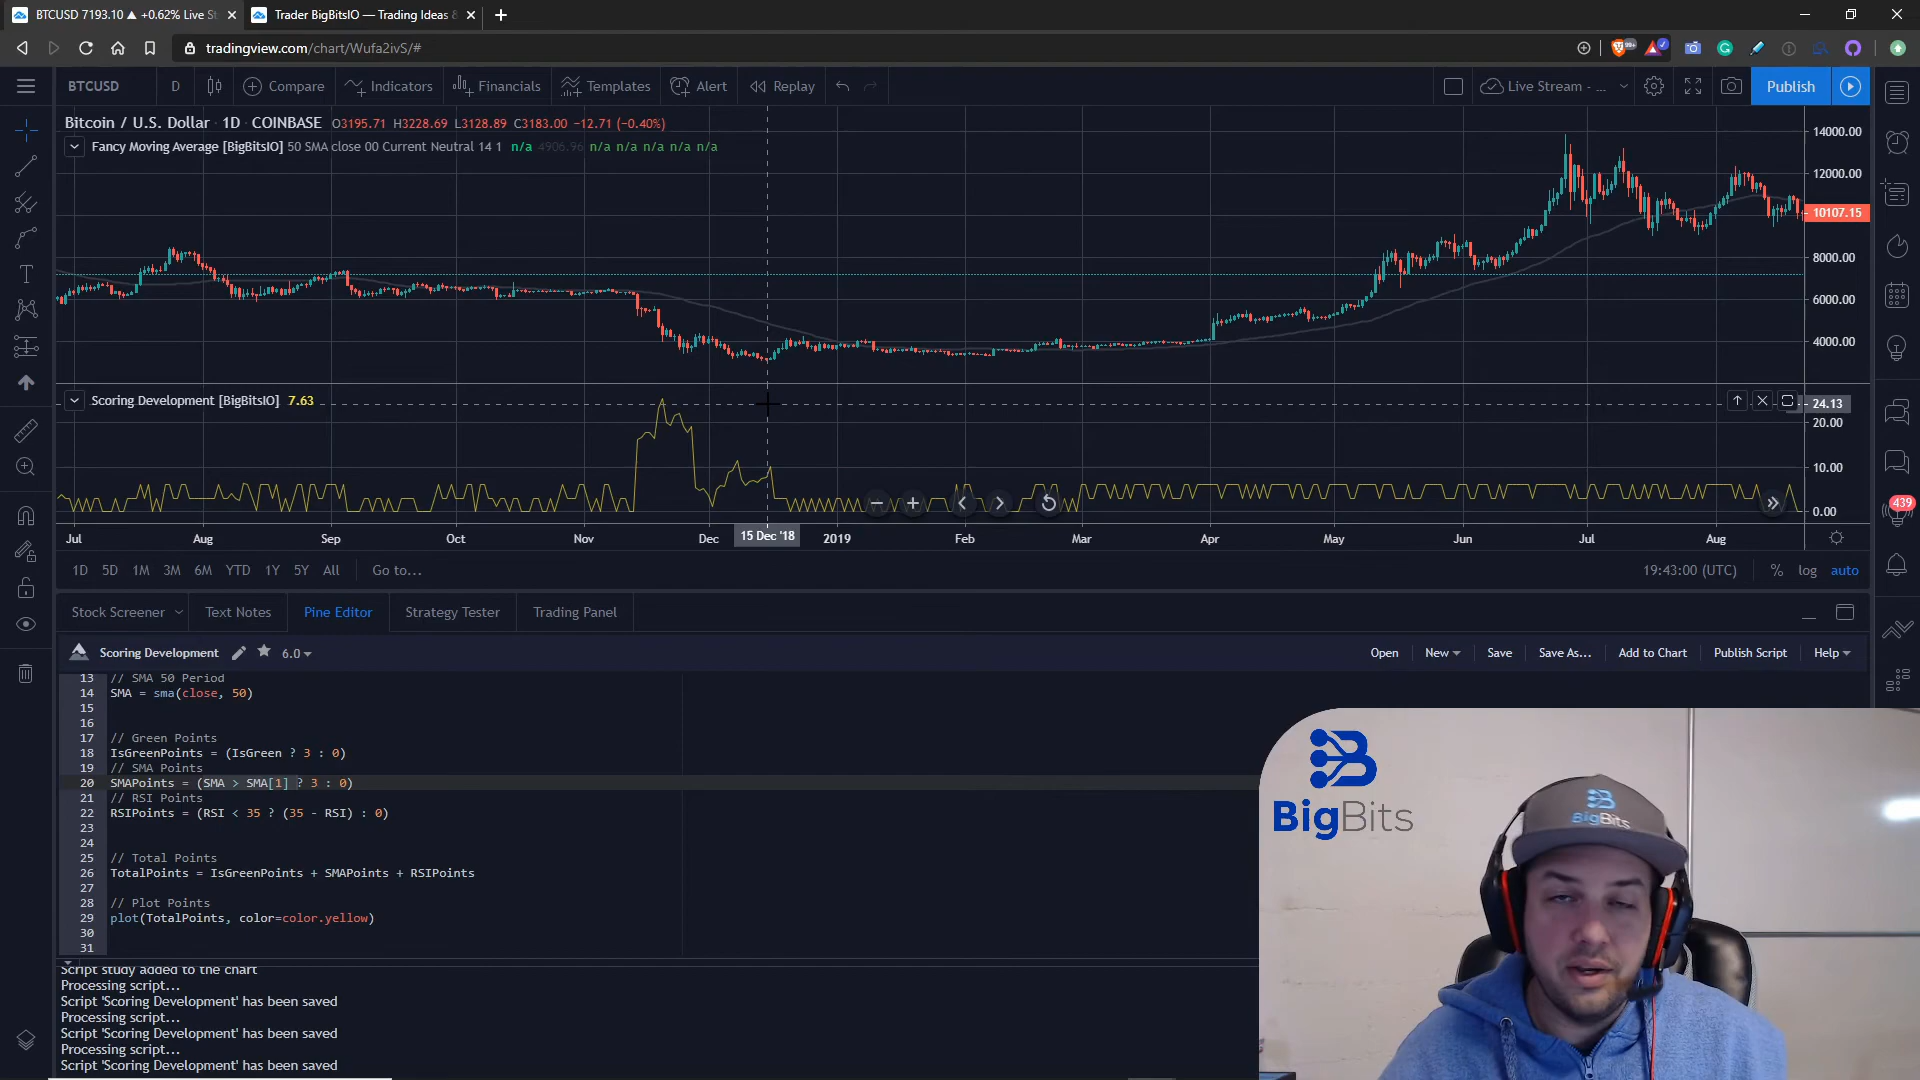 BTCUSD 7193.10 ▲ +0.62% Live St
Trader BigBitsIO — Trading Ideas &
tradingview.com/chart/Wufa2ivS/#
BTCUSD D Compare Indicators Financials Templates Alert Replay Live Stream - ... Publish
Bitcoin / U.S. Dollar · 1D · COINBASE O3195.71 H3228.69 L3128.89 C3183.00 −12.71 (−0.40%)
Fancy Moving Average [BigBitsIO] 50 SMA close 00 Current Neutral 14 1 n/a 4906.96 n/a n/a n/a n/a n/a
14000.00
12000.00
10107.15
8000.00
6000.00
4000.00
Scoring Development [BigBitsIO] 7.63
24.13
20.00
10.00
0.00
439
Jul Aug Sep Oct Nov Dec 15 Dec '18 2019 Feb Mar Apr May Jun Jul Aug
1D 5D 1M 3M 6M YTD 1Y 5Y All Go to... 19:43:00 (UTC) % log auto
Stock Screener Text Notes Pine Editor Strategy Tester Trading Panel
Scoring Development 6.0 Open New Save Save As... Add to Chart Publish Script Help
13 // SMA 50 Period
14 SMA = sma(close, 50)
15
16
17 // Green Points
18 IsGreenPoints = (IsGreen ? 3 : 0)
19 // SMA Points
20 SMAPoints = (SMA > SMA[1] ? 3 : 0)
21 // RSI Points
22 RSIPoints = (RSI < 35 ? (35 - RSI) : 0)
23
24
25 // Total Points
26 TotalPoints = IsGreenPoints + SMAPoints + RSIPoints
27
28 // Plot Points
29 plot(TotalPoints, color=color.yellow)
30
31
Script study added to the chart
Processing script...
Script 'Scoring Development' has been saved
Processing script...
Script 'Scoring Development' has been saved
Processing script...
Script 'Scoring Development' has been saved
BigBits
BigBits